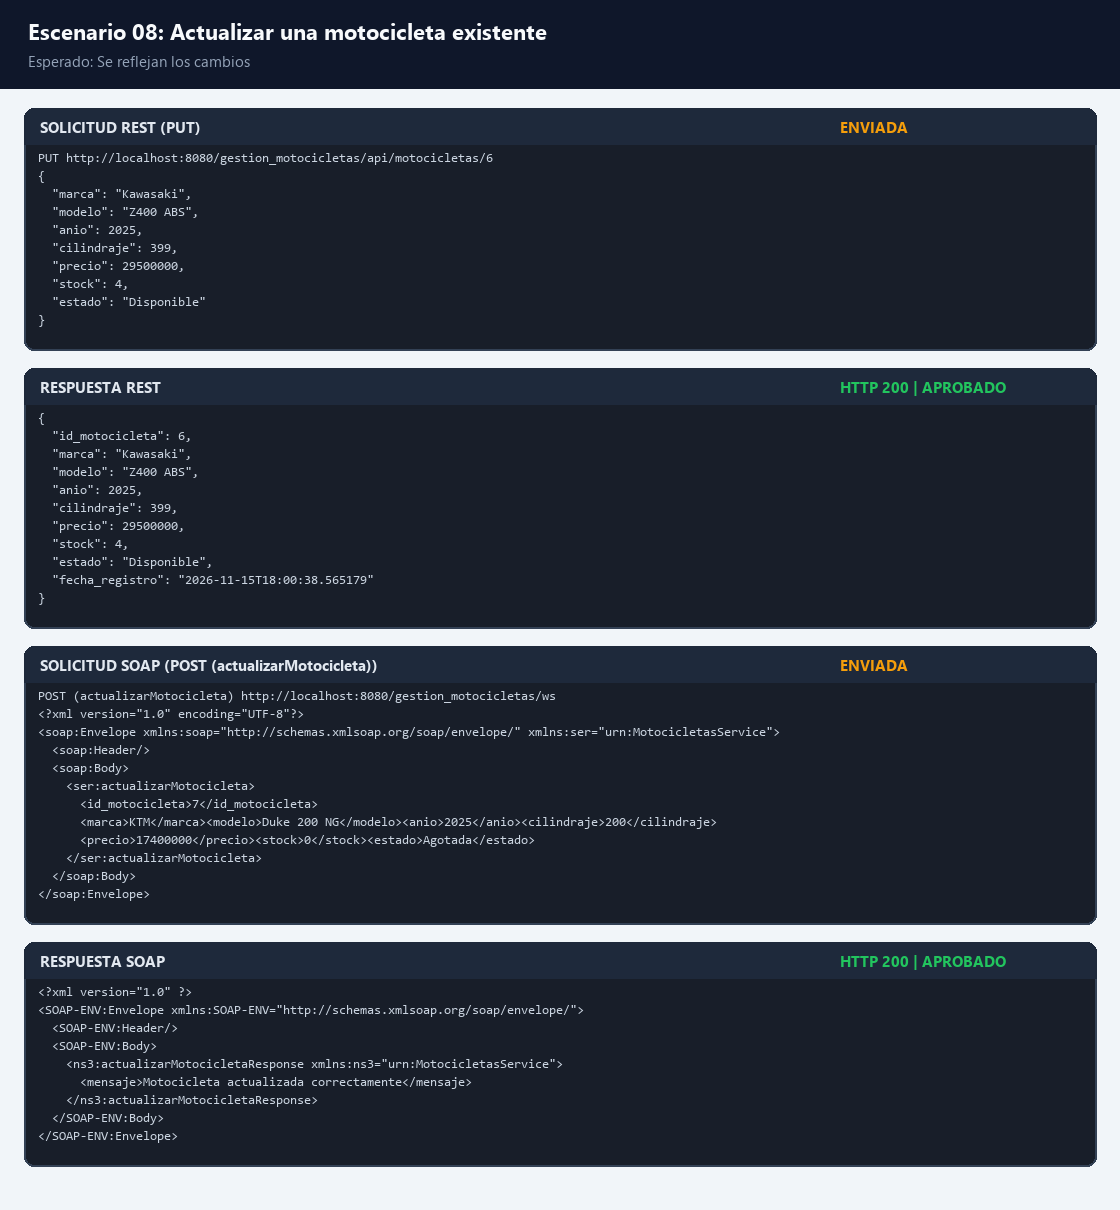 Escenario 08: Actualizar una motocicleta existente
Esperado: Se reflejan los cambios
SOLICITUD REST (PUT) ENVIADA
PUT http://localhost:8080/gestion_motocicletas/api/motocicletas/6
{
  "marca": "Kawasaki",
  "modelo": "Z400 ABS",
  "anio": 2025,
  "cilindraje": 399,
  "precio": 29500000,
  "stock": 4,
  "estado": "Disponible"
}
RESPUESTA REST HTTP 200 | APROBADO
{
  "id_motocicleta": 6,
  "marca": "Kawasaki",
  "modelo": "Z400 ABS",
  "anio": 2025,
  "cilindraje": 399,
  "precio": 29500000,
  "stock": 4,
  "estado": "Disponible",
  "fecha_registro": "2026-11-15T18:00:38.565179"
}
SOLICITUD SOAP (POST (actualizarMotocicleta)) ENVIADA
POST (actualizarMotocicleta) http://localhost:8080/gestion_motocicletas/ws
<?xml version="1.0" encoding="UTF-8"?>
<soap:Envelope xmlns:soap="http://schemas.xmlsoap.org/soap/envelope/" xmlns:ser="urn:MotocicletasService">
  <soap:Header/>
  <soap:Body>
    <ser:actualizarMotocicleta>
      <id_motocicleta>7</id_motocicleta>
      <marca>KTM</marca><modelo>Duke 200 NG</modelo><anio>2025</anio><cilindraje>200</cilindraje>
      <precio>17400000</precio><stock>0</stock><estado>Agotada</estado>
    </ser:actualizarMotocicleta>
  </soap:Body>
</soap:Envelope>
RESPUESTA SOAP HTTP 200 | APROBADO
<?xml version="1.0" ?>
<SOAP-ENV:Envelope xmlns:SOAP-ENV="http://schemas.xmlsoap.org/soap/envelope/">
  <SOAP-ENV:Header/>
  <SOAP-ENV:Body>
    <ns3:actualizarMotocicletaResponse xmlns:ns3="urn:MotocicletasService">
      <mensaje>Motocicleta actualizada correctamente</mensaje>
    </ns3:actualizarMotocicletaResponse>
  </SOAP-ENV:Body>
</SOAP-ENV:Envelope>